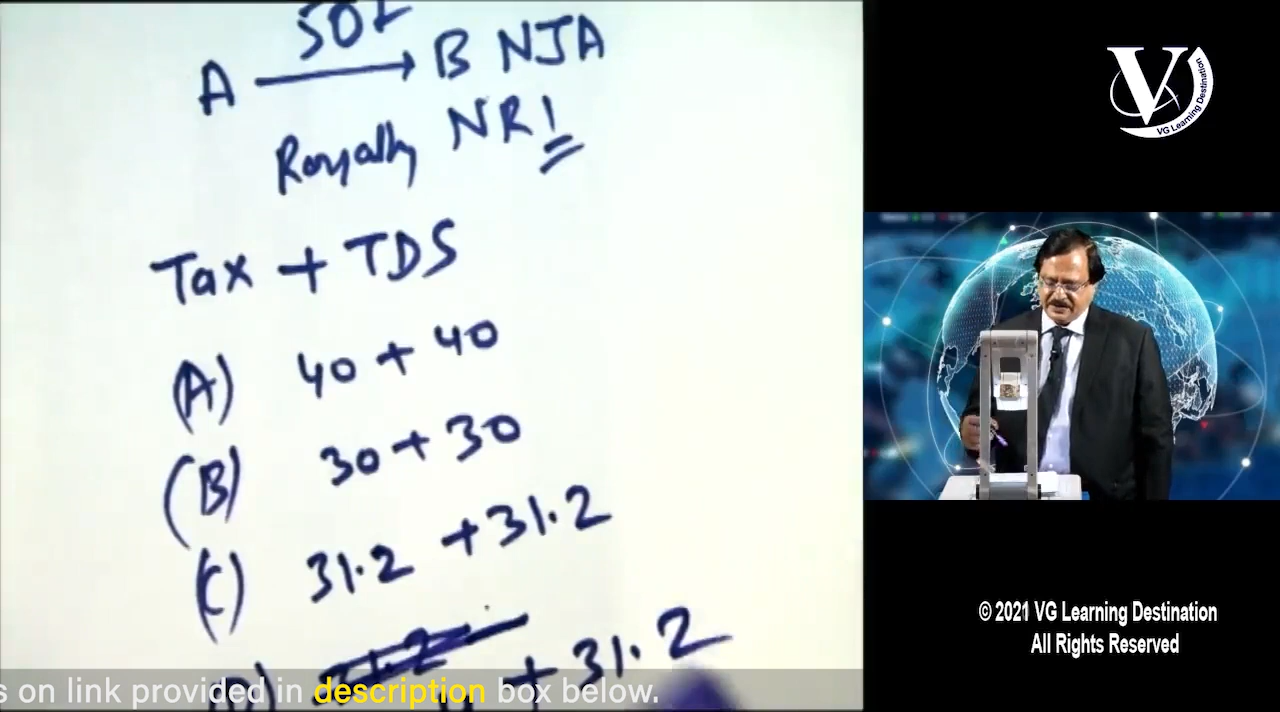 50L
A → B NJA
Royalty NRI
Tax + TDS
(A) 40 + 40
(B) 30 + 30
(C) 31.2 + 31.2
(D) + 31.2
s on link provided in description box below.
V
VG Learning Destination
© 2021 VG Learning Destination
All Rights Reserved